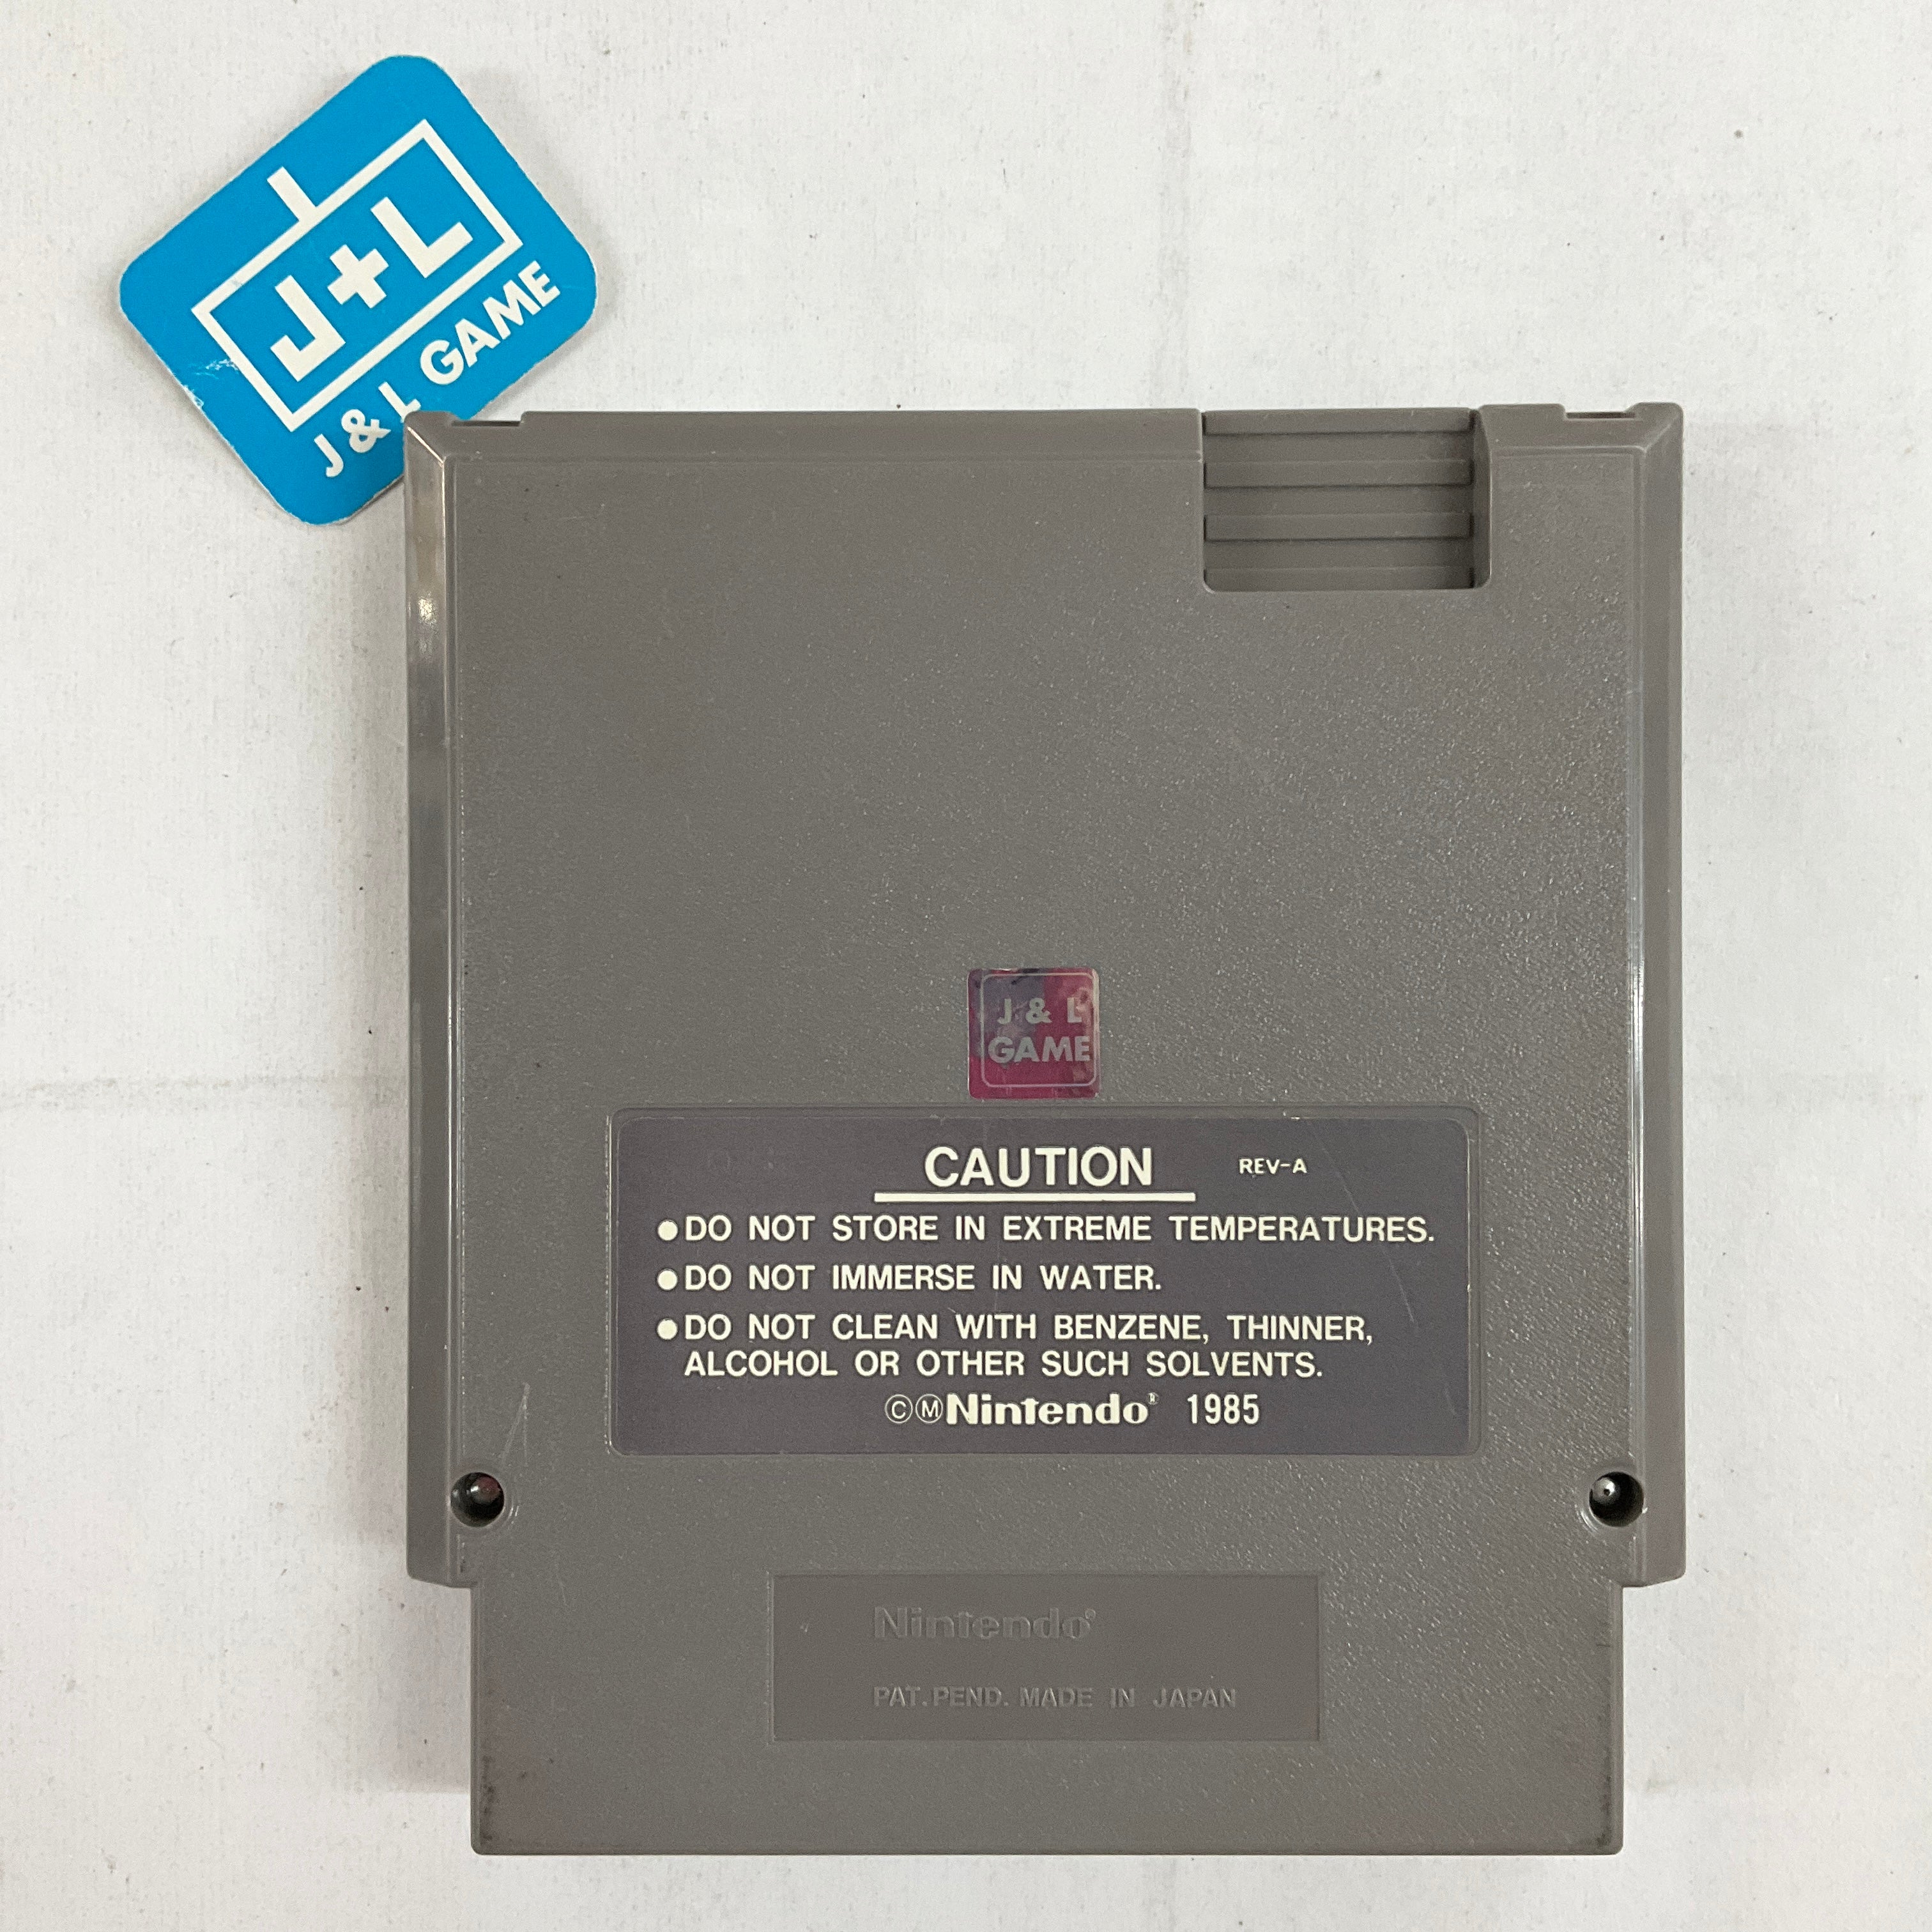 J+L
J & L GAME
J & L
GAME
CAUTION REV-A
●DO NOT STORE IN EXTREME TEMPERATURES.
●DO NOT IMMERSE IN WATER.
●DO NOT CLEAN WITH BENZENE, THINNER,
ALCOHOL OR OTHER SUCH SOLVENTS.
ⒸⓂNintendo® 1985
Nintendo®
PAT. PEND. MADE IN JAPAN